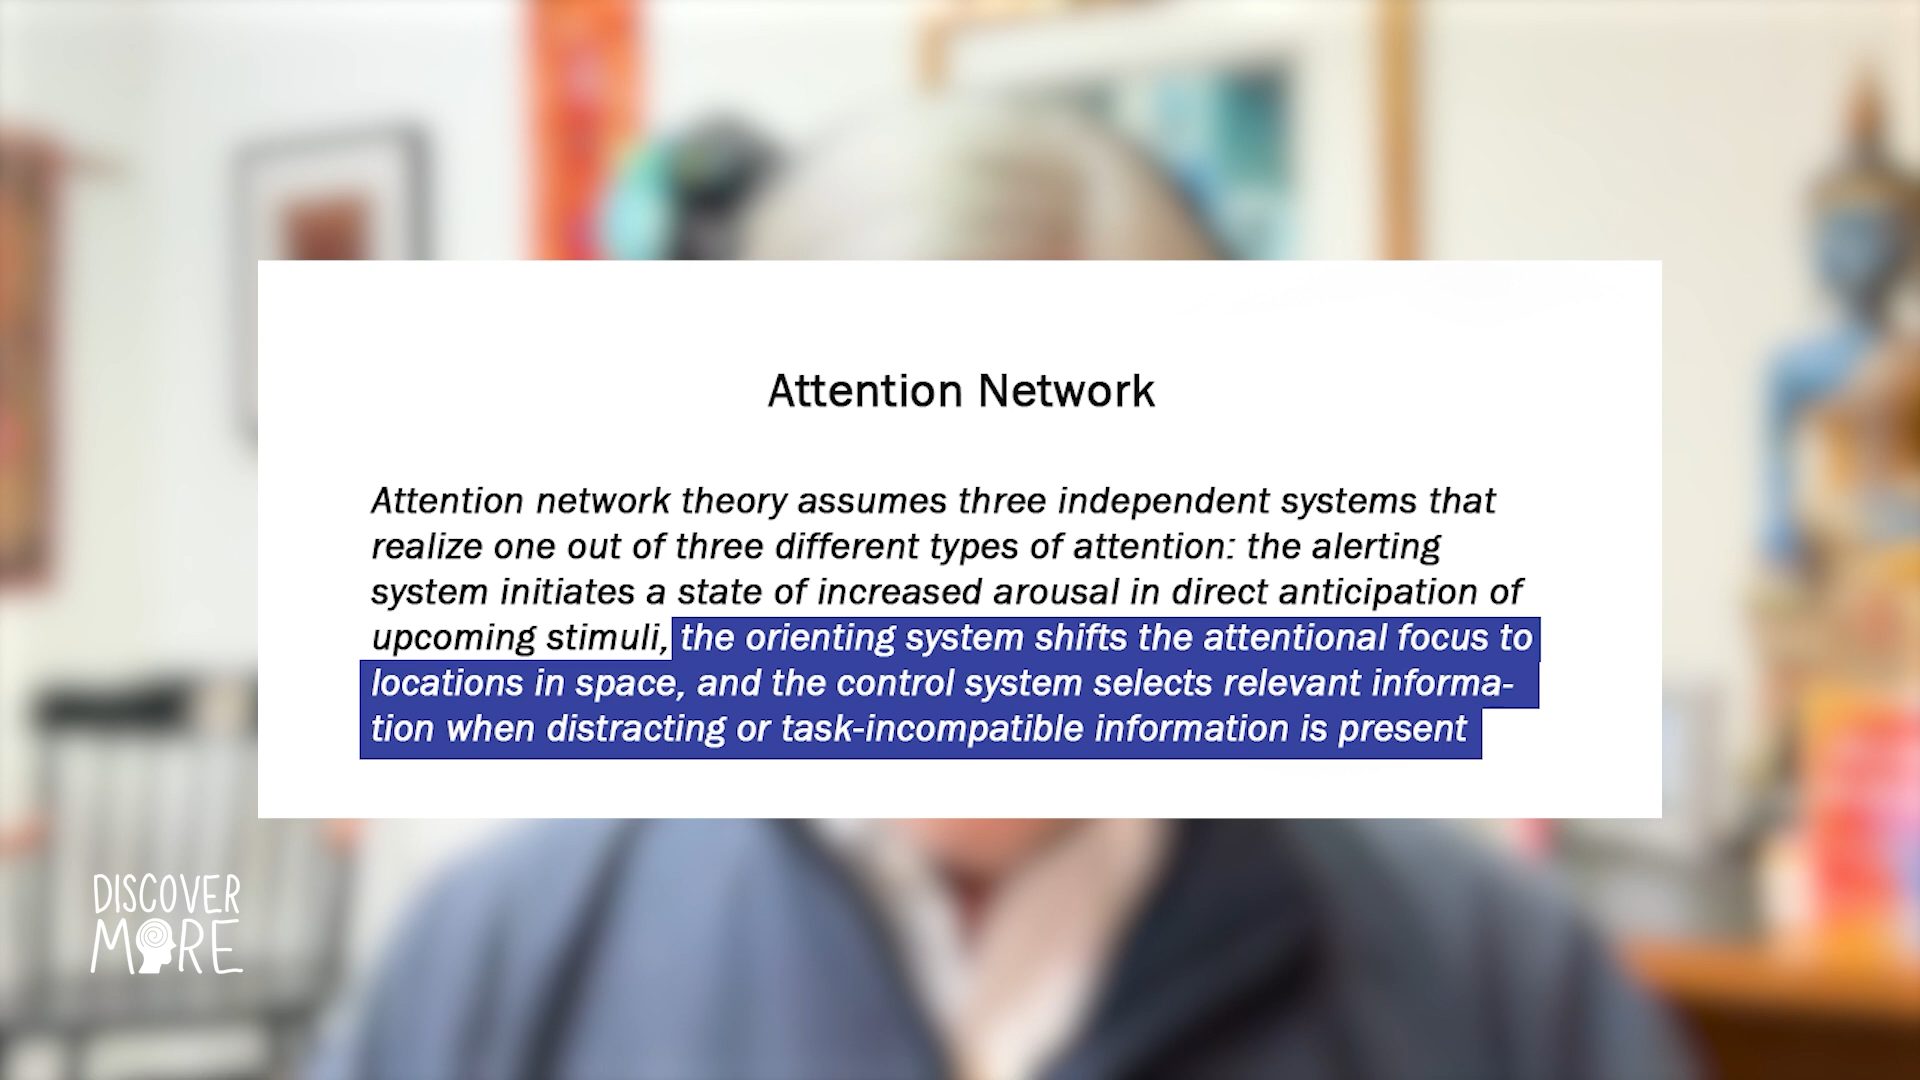 Attention Network
Attention network theory assumes three independent systems that
realize one out of three different types of attention: the alerting
system initiates a state of increased arousal in direct anticipation of
upcoming stimuli, the orienting system shifts the attentional focus to
locations in space, and the control system selects relevant informa-
tion when distracting or task-incompatible information is present
DISCOVER
MORE